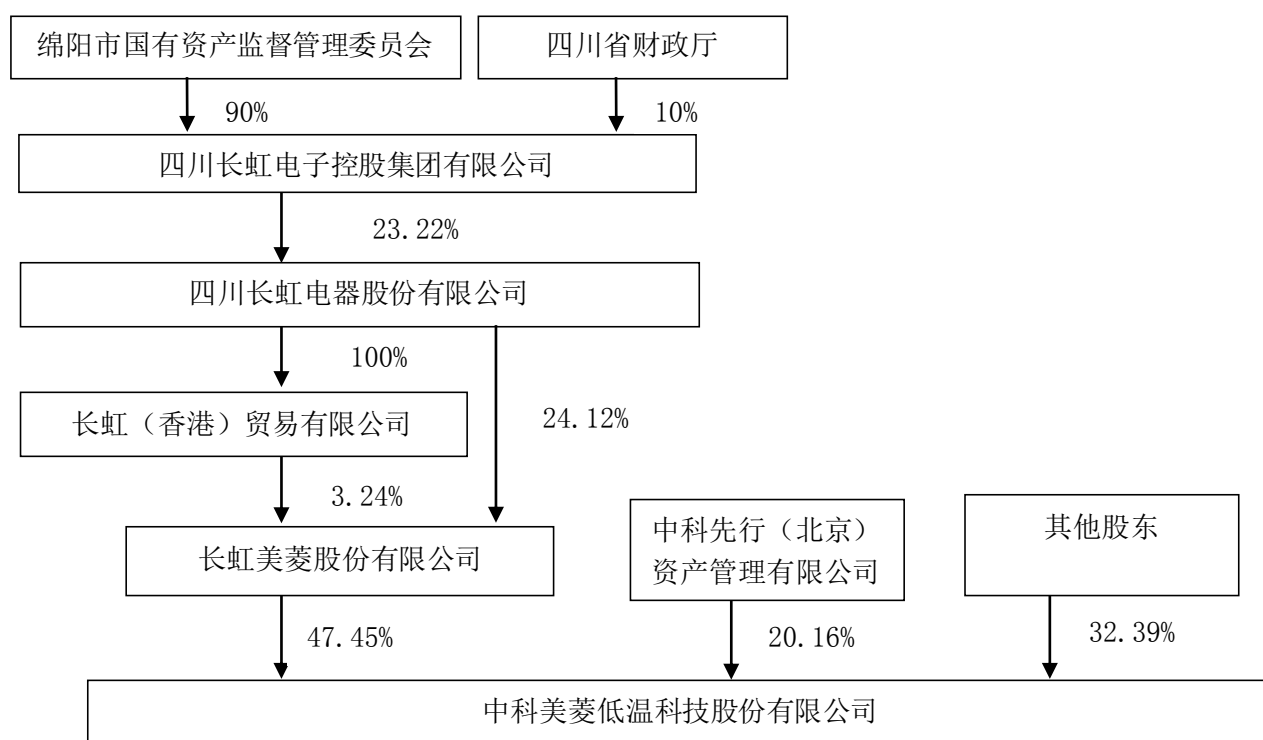 绵阳市国有资产监督管理委员会
四川省财政厅
90%
10%
四川长虹电子控股集团有限公司
23.22%
四川长虹电器股份有限公司
100%
24.12%
长虹（香港）贸易有限公司
3.24%
长虹美菱股份有限公司
中科先行（北京）
资产管理有限公司
其他股东
47.45%
20.16%
32.39%
中科美菱低温科技股份有限公司